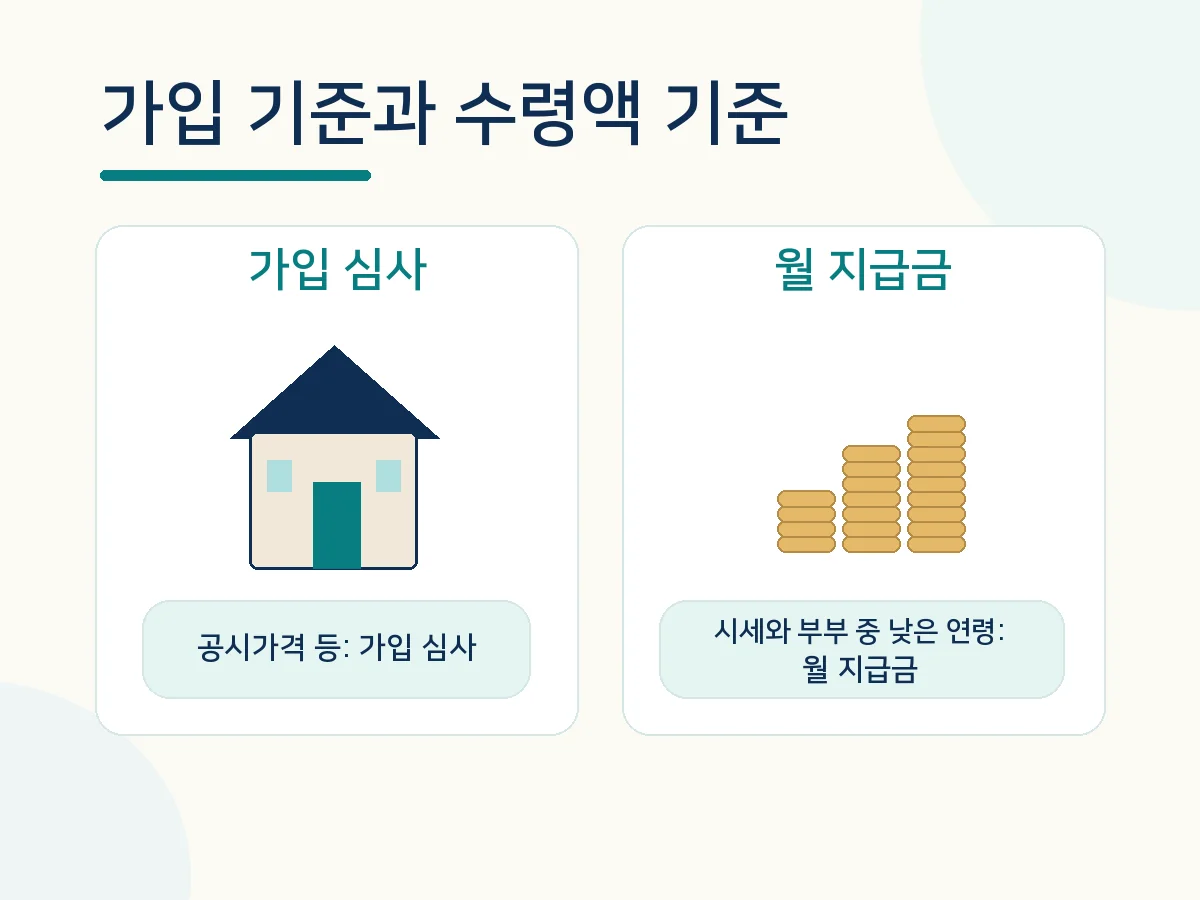 가입 기준과 수령액 기준
가입 심사
공시가격 등: 가입 심사
월 지급금
시세와 부부 중 낮은 연령:
월 지급금